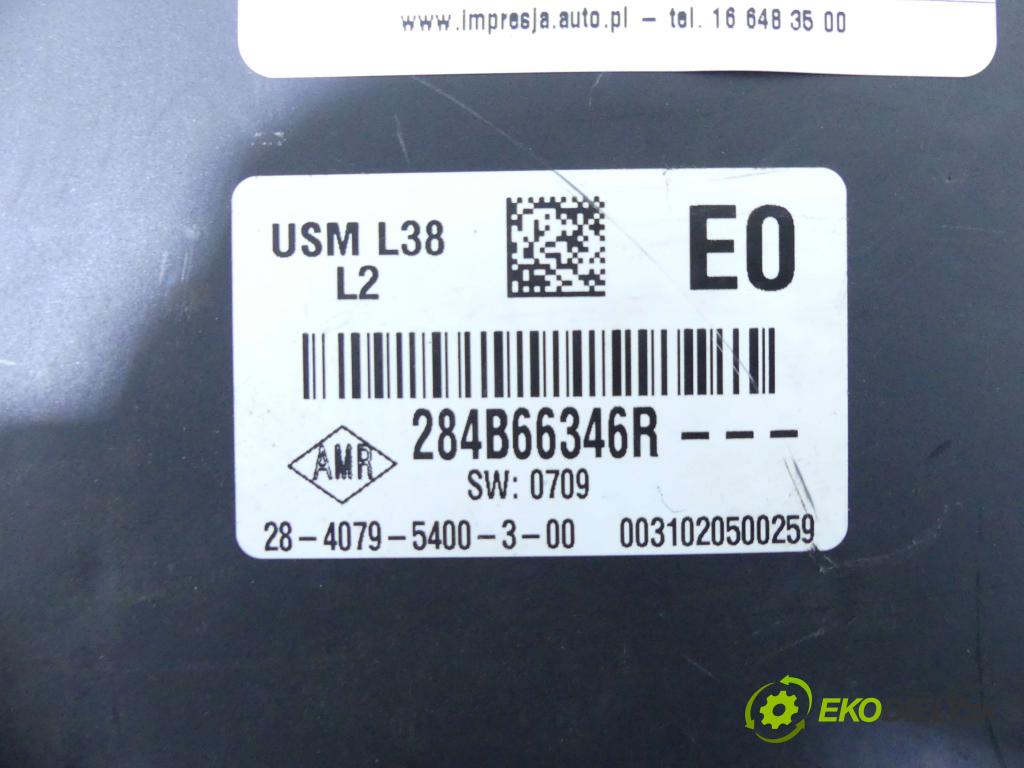 www.impresja.auto.pl – tel. 16 648 35 00
USM L38
L2
E0
284B66346R - - -
AMR
SW: 0709
28-4079-5400-3-00 0031020500259